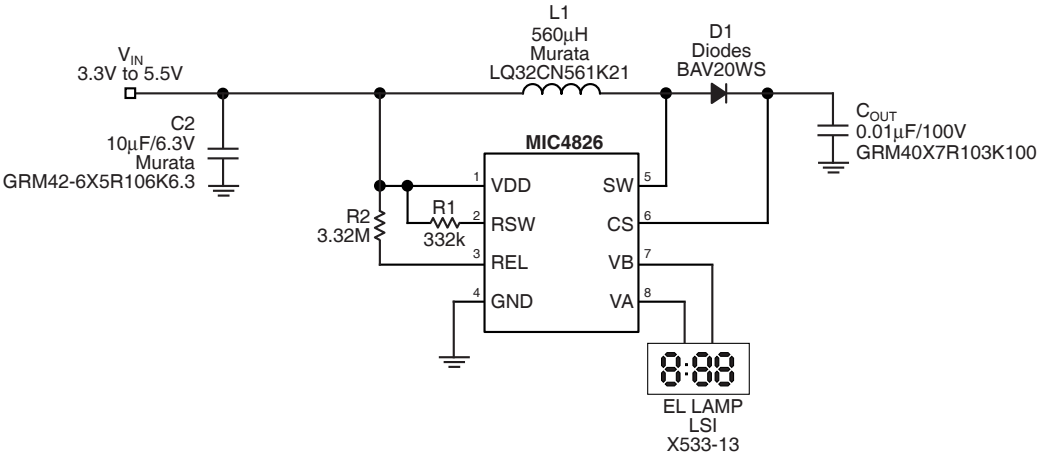 L1
560µH
Murata
LQ32CN561K21
D1
Diodes
BAV20WS
VIN
3.3V to 5.5V
C2
10µF/6.3V
Murata
GRM42-6X5R106K6.3
COUT
0.01µF/100V
GRM40X7R103K100
MIC4826
1 VDD SW 5
R2
3.32M
R1
332k
2 RSW CS 6
3 REL VB 7
4 GND VA 8
8:88
EL LAMP
LSI
X533-13